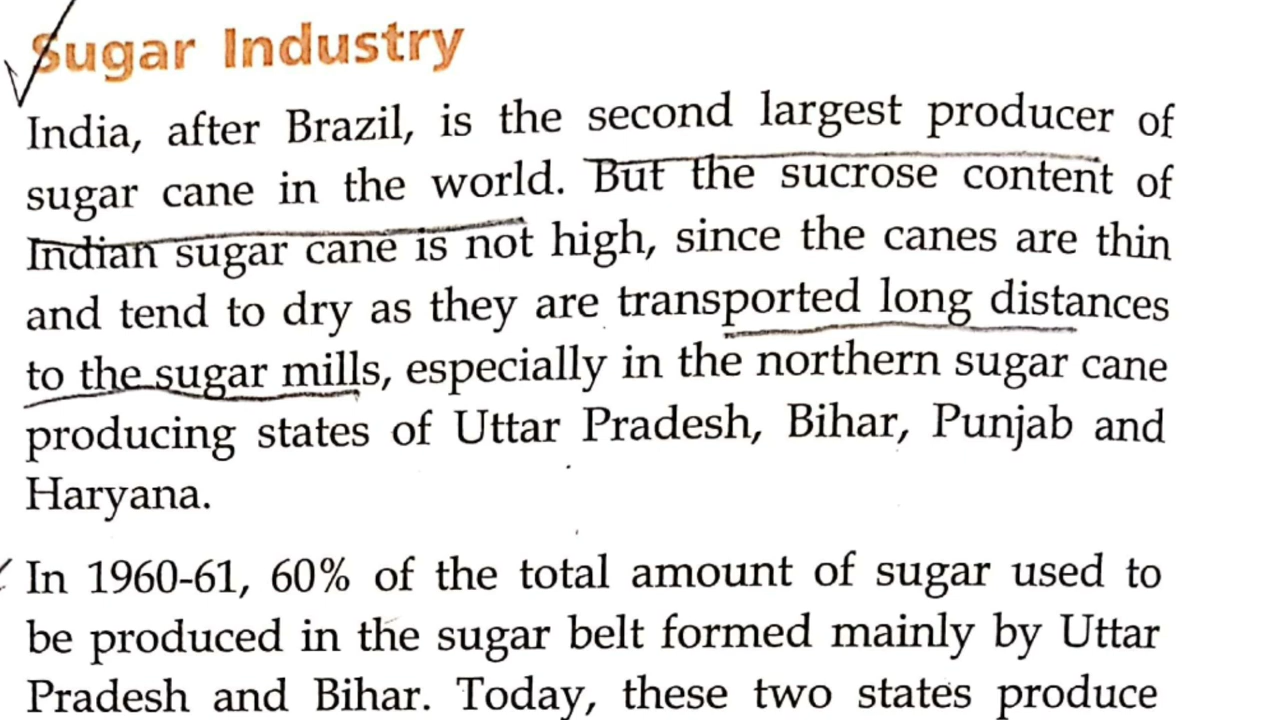 Sugar Industry
India, after Brazil, is the second largest producer of
sugar cane in the world. But the sucrose content of
Indian sugar cane is not high, since the canes are thin
and tend to dry as they are transported long distances
to the sugar mills, especially in the northern sugar cane
producing states of Uttar Pradesh, Bihar, Punjab and
Haryana.
In 1960-61, 60% of the total amount of sugar used to
be produced in the sugar belt formed mainly by Uttar
Pradesh and Bihar. Today, these two states produce